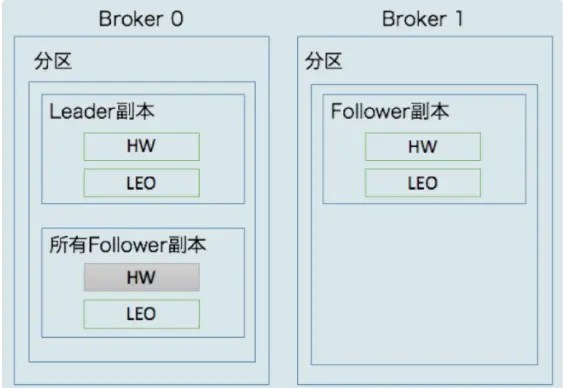 Broker 0
分区
Leader副本
HW
LEO
所有Follower副本
HW
LEO
Broker 1
分区
Follower副本
HW
LEO